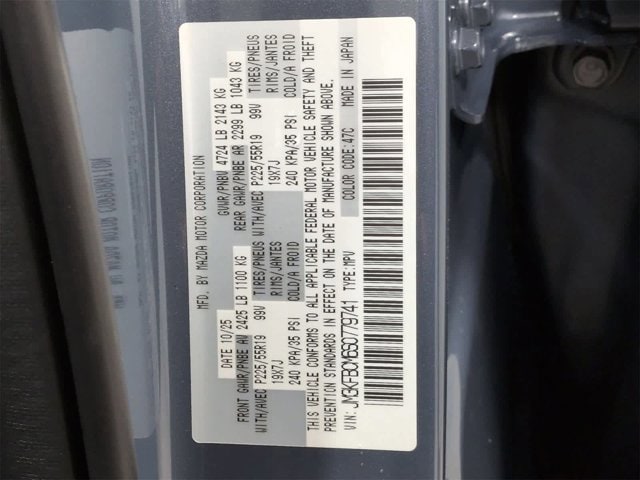 MFD. BY MAZDA MOTOR CORPORATION
DATE 10/25 GVWR/PNBV 4724 LB 2143 KG
FRONT GAWR/PNBE AV 2425 LB 1100 KG REAR GAWR/PNBE AR 2299 LB 1043 KG
WITH/AVEC P225/55R19 99V TIRES/PNEUS WITH/AVEC P225/55R19 99V TIRES/PNEUS
19X7J RIMS/JANTES 19X7J RIMS/JANTES
240 KPA/35 PSI COLD/A FROID 240 KPA/35 PSI COLD/A FROID
THIS VEHICLE CONFORMS TO ALL APPLICABLE FEDERAL MOTOR VEHICLE SAFETY AND THEFT
PREVENTION STANDARDS IN EFFECT ON THE DATE OF MANUFACTURE SHOWN ABOVE.
VIN: JM3KFBCM6S0779741 TYPE:MPV COLOR CODE:47C MADE IN JAPAN